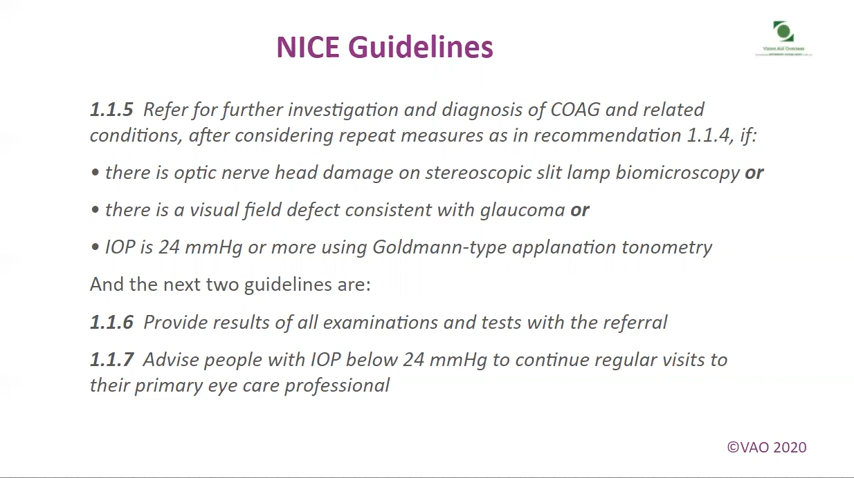 NICE Guidelines
Vision Aid Overseas
1.1.5 Refer for further investigation and diagnosis of COAG and related
conditions, after considering repeat measures as in recommendation 1.1.4, if:
• there is optic nerve head damage on stereoscopic slit lamp biomicroscopy or
• there is a visual field defect consistent with glaucoma or
• IOP is 24 mmHg or more using Goldmann-type applanation tonometry
And the next two guidelines are:
1.1.6 Provide results of all examinations and tests with the referral
1.1.7 Advise people with IOP below 24 mmHg to continue regular visits to
their primary eye care professional
©VAO 2020